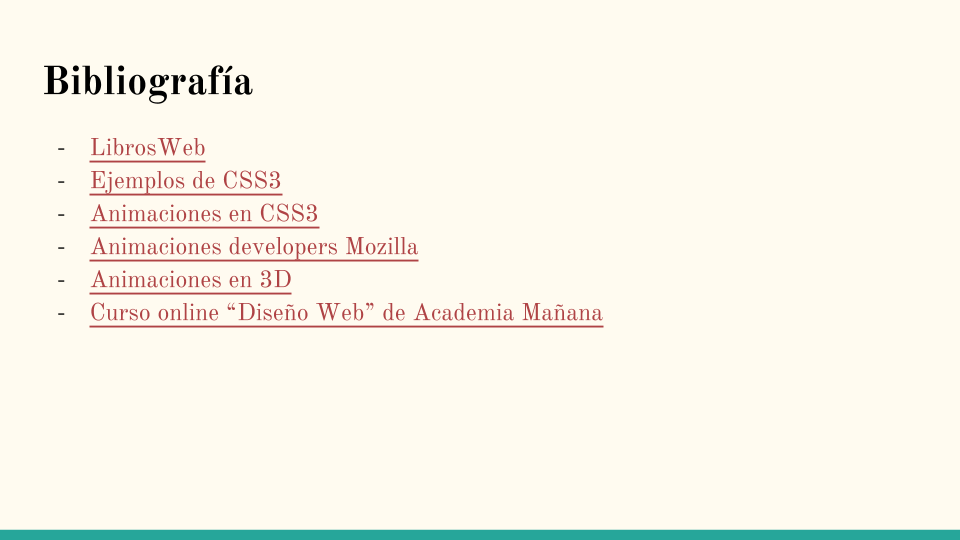 Bibliografía
- LibrosWeb
- Ejemplos de CSS3
- Animaciones en CSS3
- Animaciones developers Mozilla
- Animaciones en 3D
- Curso online “Diseño Web” de Academia Mañana